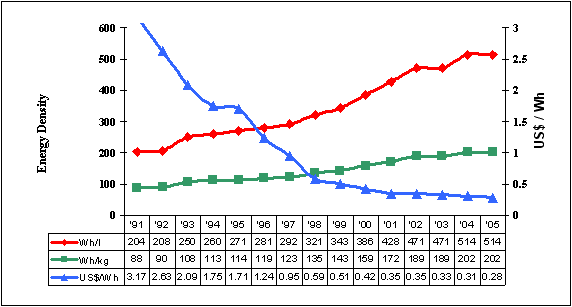 600
500
400
300
200
100
0
Energy Density
3
2.5
2
1.5
1
0.5
0
US$ / Wh
'91 '92 '93 '94 '95 '96 '97 '98 '99 '00 '01 '02 '03 '04 '05
Wh/l 204 208 250 260 271 281 292 321 343 386 428 471 471 514 514
Wh/kg 88 90 108 113 114 119 123 135 143 159 172 189 189 202 202
US$/Wh 3.17 2.63 2.09 1.75 1.71 1.24 0.95 0.59 0.51 0.42 0.35 0.35 0.33 0.31 0.28